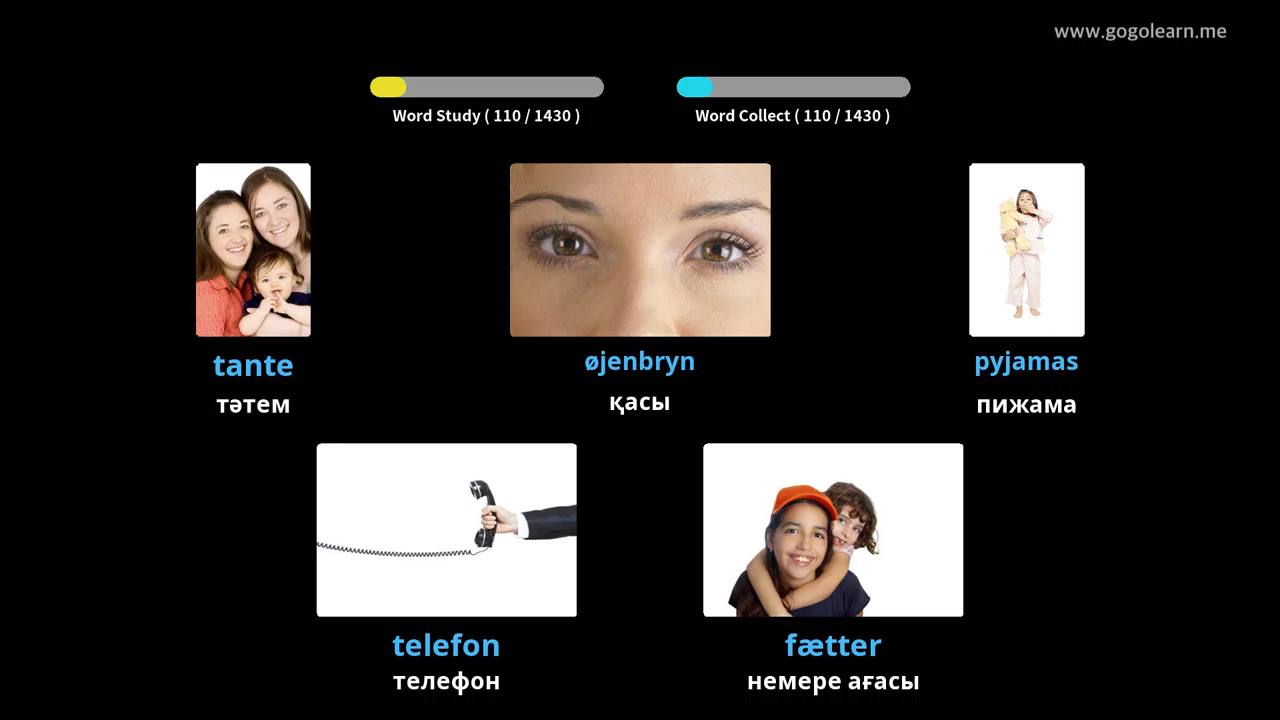 www.gogolearn.me
Word Study ( 110 / 1430 )
Word Collect ( 110 / 1430 )
tante
тәтем
øjenbryn
қасы
pyjamas
пижама
telefon
телефон
fætter
немере ағасы